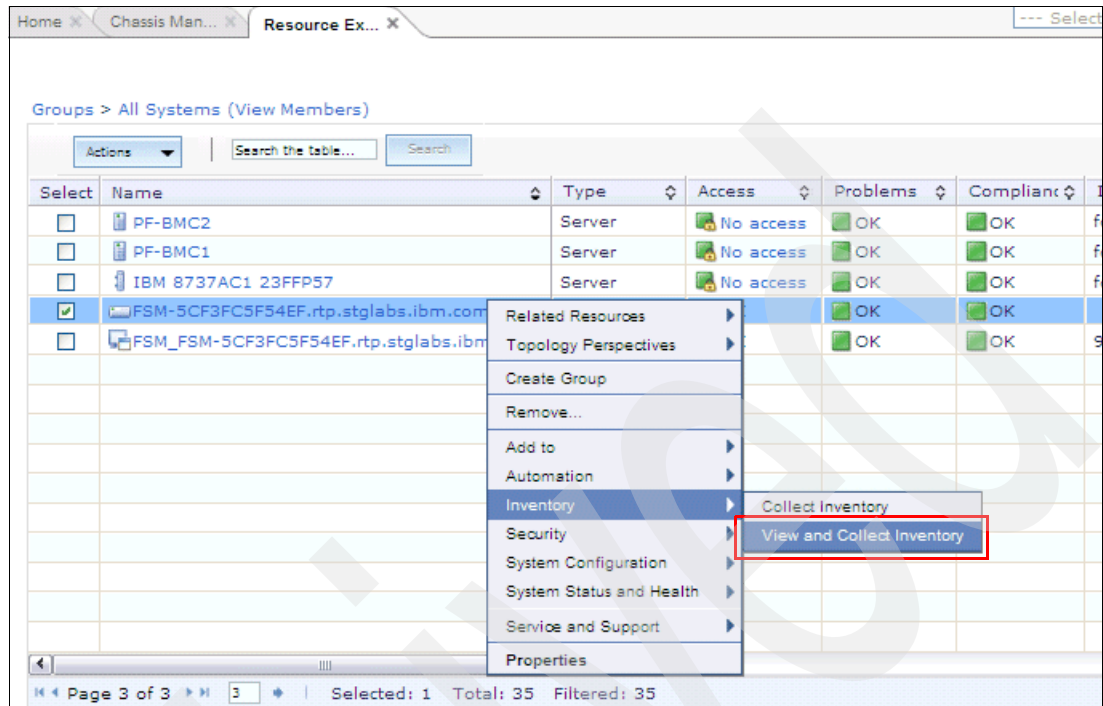 Home Chassis Man... Resource Ex... --- Select
Groups > All Systems (View Members)
Actions Search the table... Search
Select Name Type Access Problems Complianc I
PF-BMC2 Server No access OK OK
PF-BMC1 Server No access OK OK
IBM 8737AC1 23FFP57 Server No access OK OK
FSM-5CF3FC5F54EF.rtp.stglabs.ibm.com OK OK
FSM_FSM-5CF3FC5F54EF.rtp.stglabs.ibm OK OK 9
Related Resources
Topology Perspectives
Create Group
Remove...
Add to
Automation
Inventory
Collect Inventory
View and Collect Inventory
Security
System Configuration
System Status and Health
Service and Support
Properties
Page 3 of 3 3 Selected: 1 Total: 35 Filtered: 35